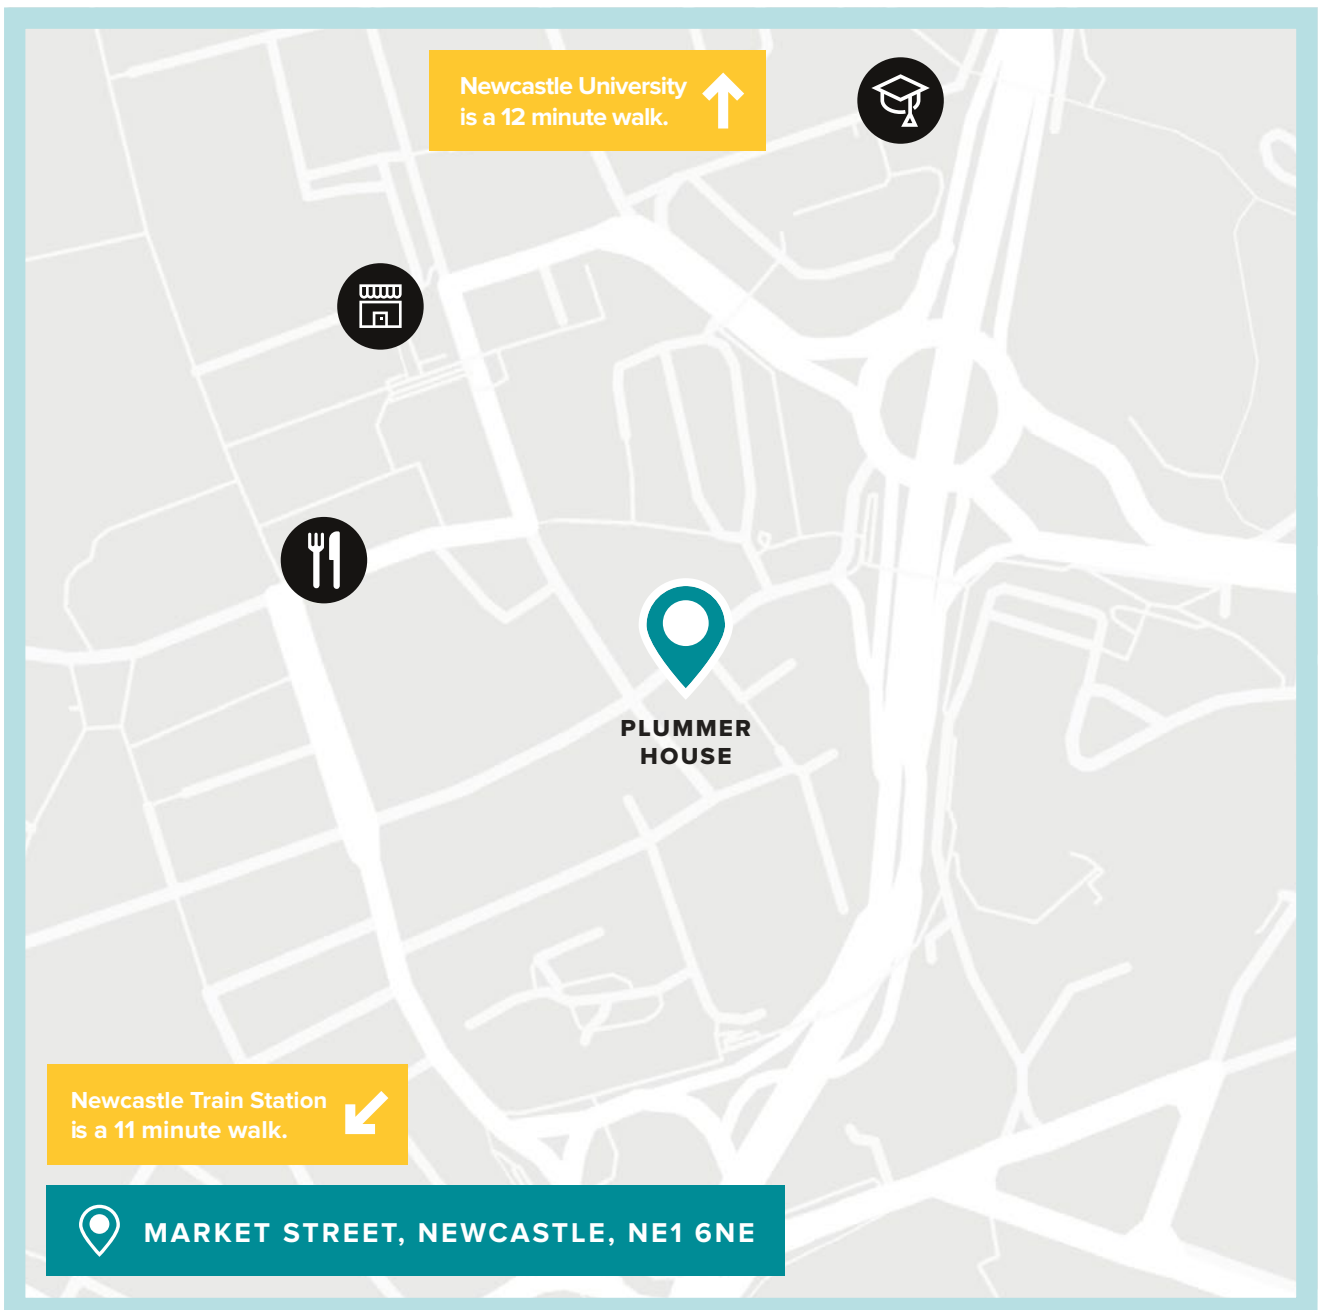 Newcastle University
is a 12 minute walk.
PLUMMER
HOUSE
Newcastle Train Station
is a 11 minute walk.
MARKET STREET, NEWCASTLE, NE1 6NE